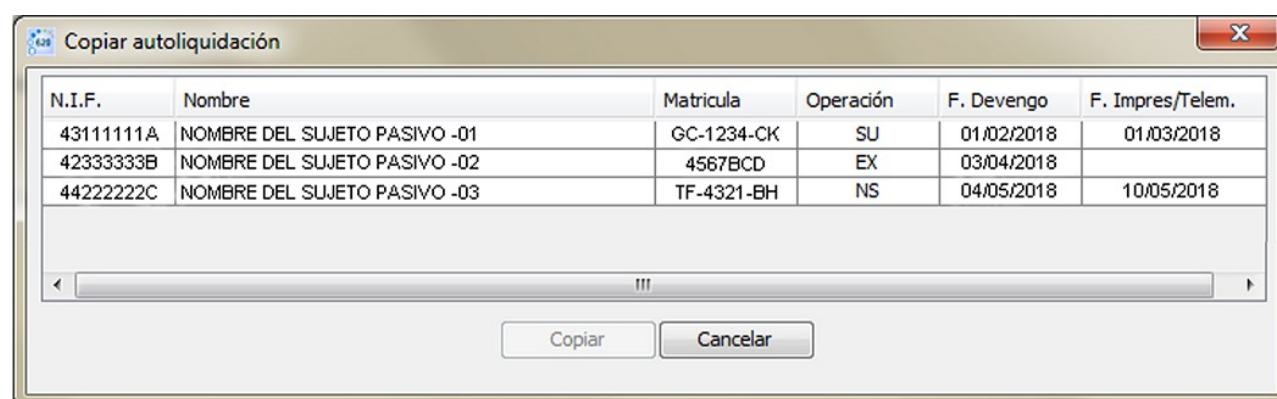 620 Copiar autoliquidación
N.I.F. Nombre Matricula Operación F. Devengo F. Impres/Telem.
43111111A NOMBRE DEL SUJETO PASIVO -01 GC-1234-CK SU 01/02/2018 01/03/2018
42333333B NOMBRE DEL SUJETO PASIVO -02 4567BCD EX 03/04/2018
44222222C NOMBRE DEL SUJETO PASIVO -03 TF-4321-BH NS 04/05/2018 10/05/2018
Copiar Cancelar